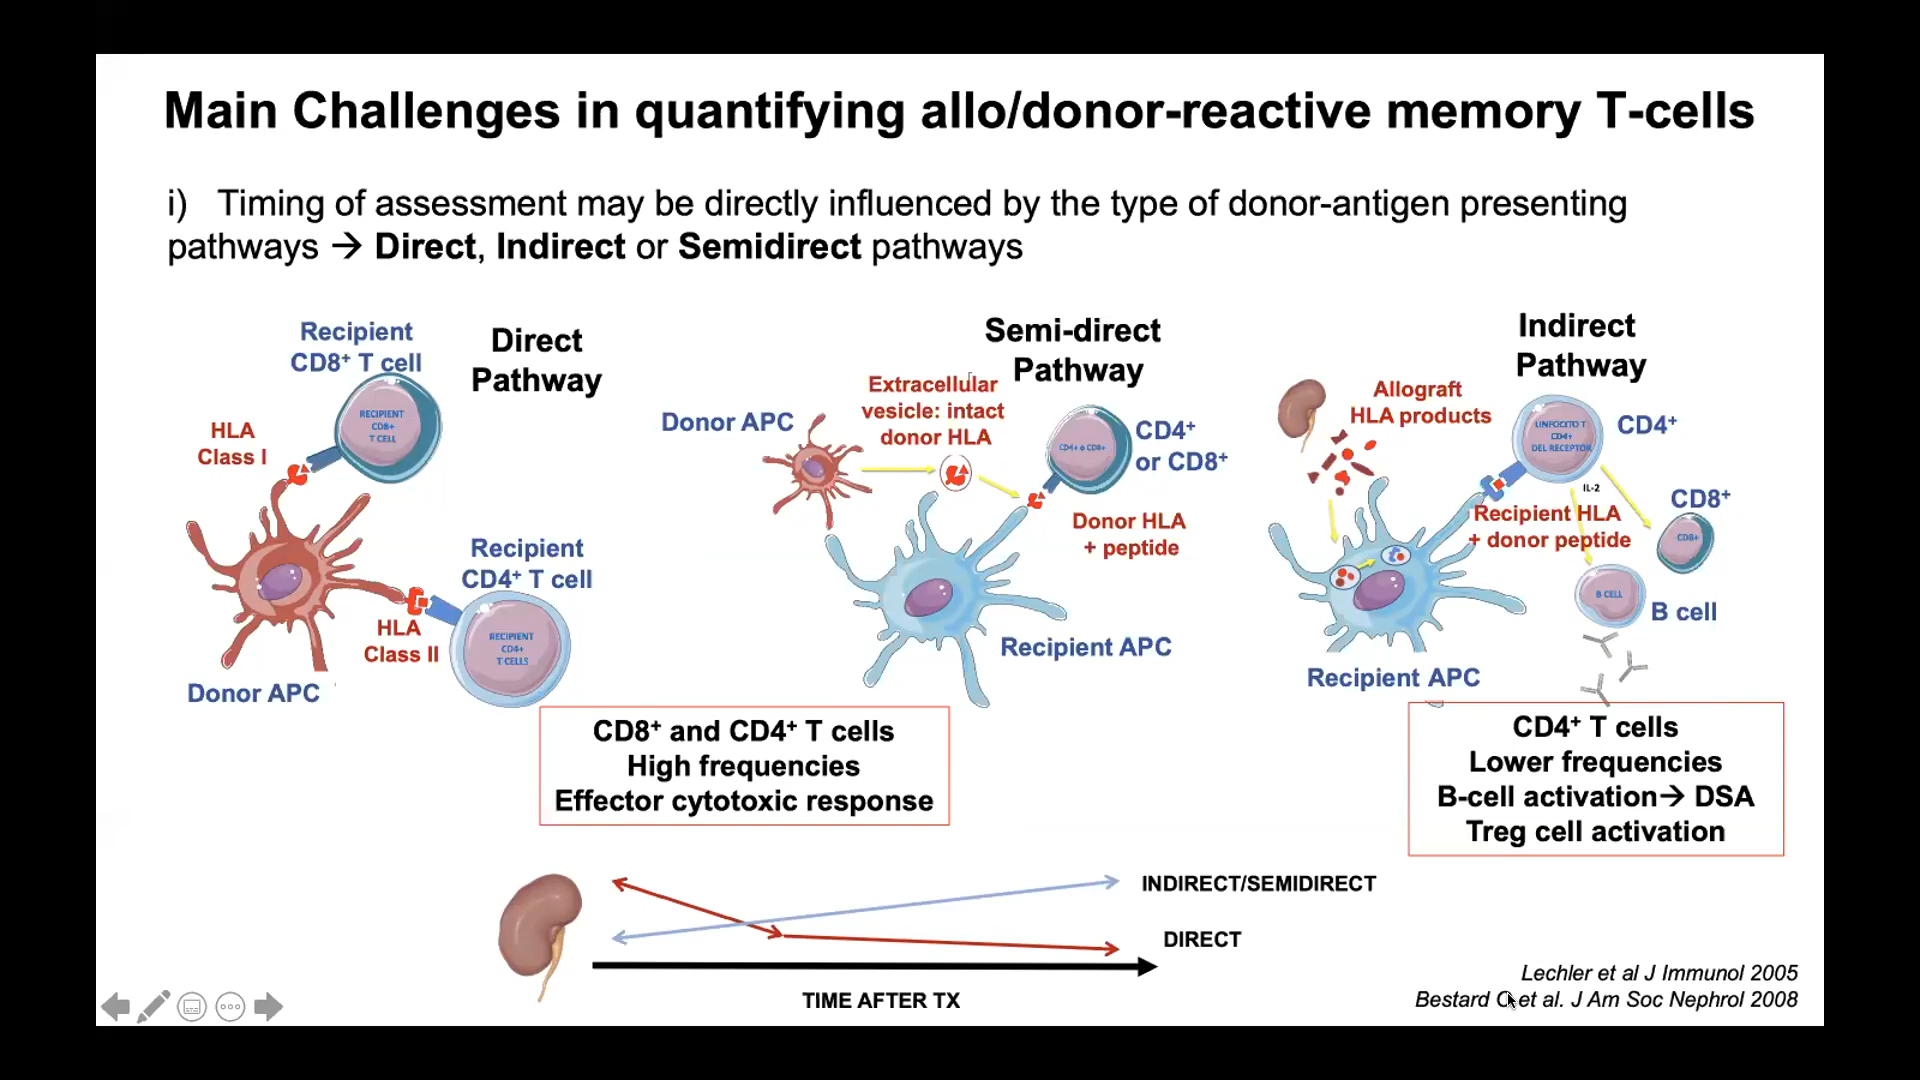 Main Challenges in quantifying allo/donor-reactive memory T-cells
i) Timing of assessment may be directly influenced by the type of donor-antigen presenting
pathways → Direct, Indirect or Semidirect pathways
Recipient
CD8⁺ T cell
Direct
Pathway
RECIPIENT
CD8+
T CELL
HLA
Class I
Recipient
CD4⁺ T cell
HLA
Class II
RECIPIENT
CD4+
T CELLS
Donor APC
Semi-direct
Pathway
Extracellular
vesicle: intact
donor HLA
Donor APC
CD4+ o CD8+
CD4⁺
or CD8⁺
Donor HLA
+ peptide
Recipient APC
Indirect
Pathway
Allograft
HLA products
LINFOCITO T
CD4+
DEL RECEPTOR
CD4⁺
IL-2
CD8⁺
Recipient HLA
+ donor peptide
CD8+
B CELL
B cell
Recipient APC
CD8⁺ and CD4⁺ T cells
High frequencies
Effector cytotoxic response
CD4⁺ T cells
Lower frequencies
B-cell activation→ DSA
Treg cell activation
INDIRECT/SEMIDIRECT
DIRECT
TIME AFTER TX
Lechler et al J Immunol 2005
Bestard O et al. J Am Soc Nephrol 2008